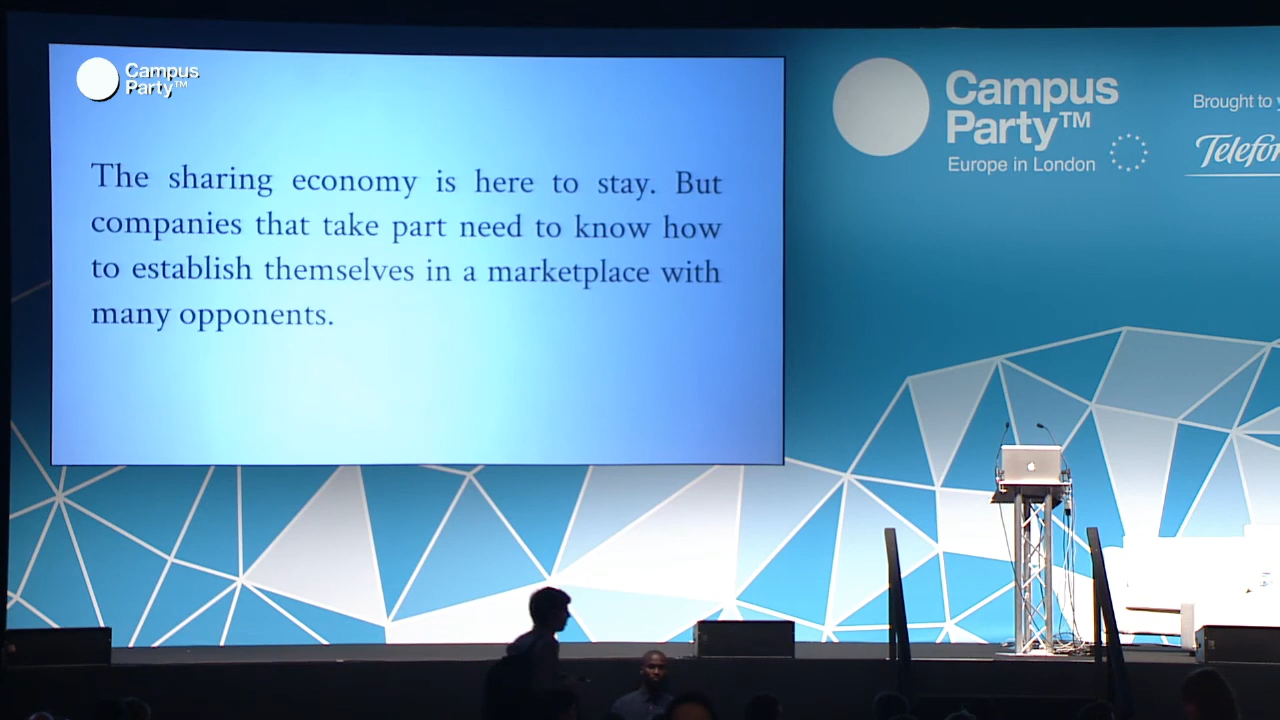 Campus
Party™
The sharing economy is here to stay. But
companies that take part need to know how
to establish themselves in a marketplace with
many opponents.
Campus
Party™
Europe in London
Brought to